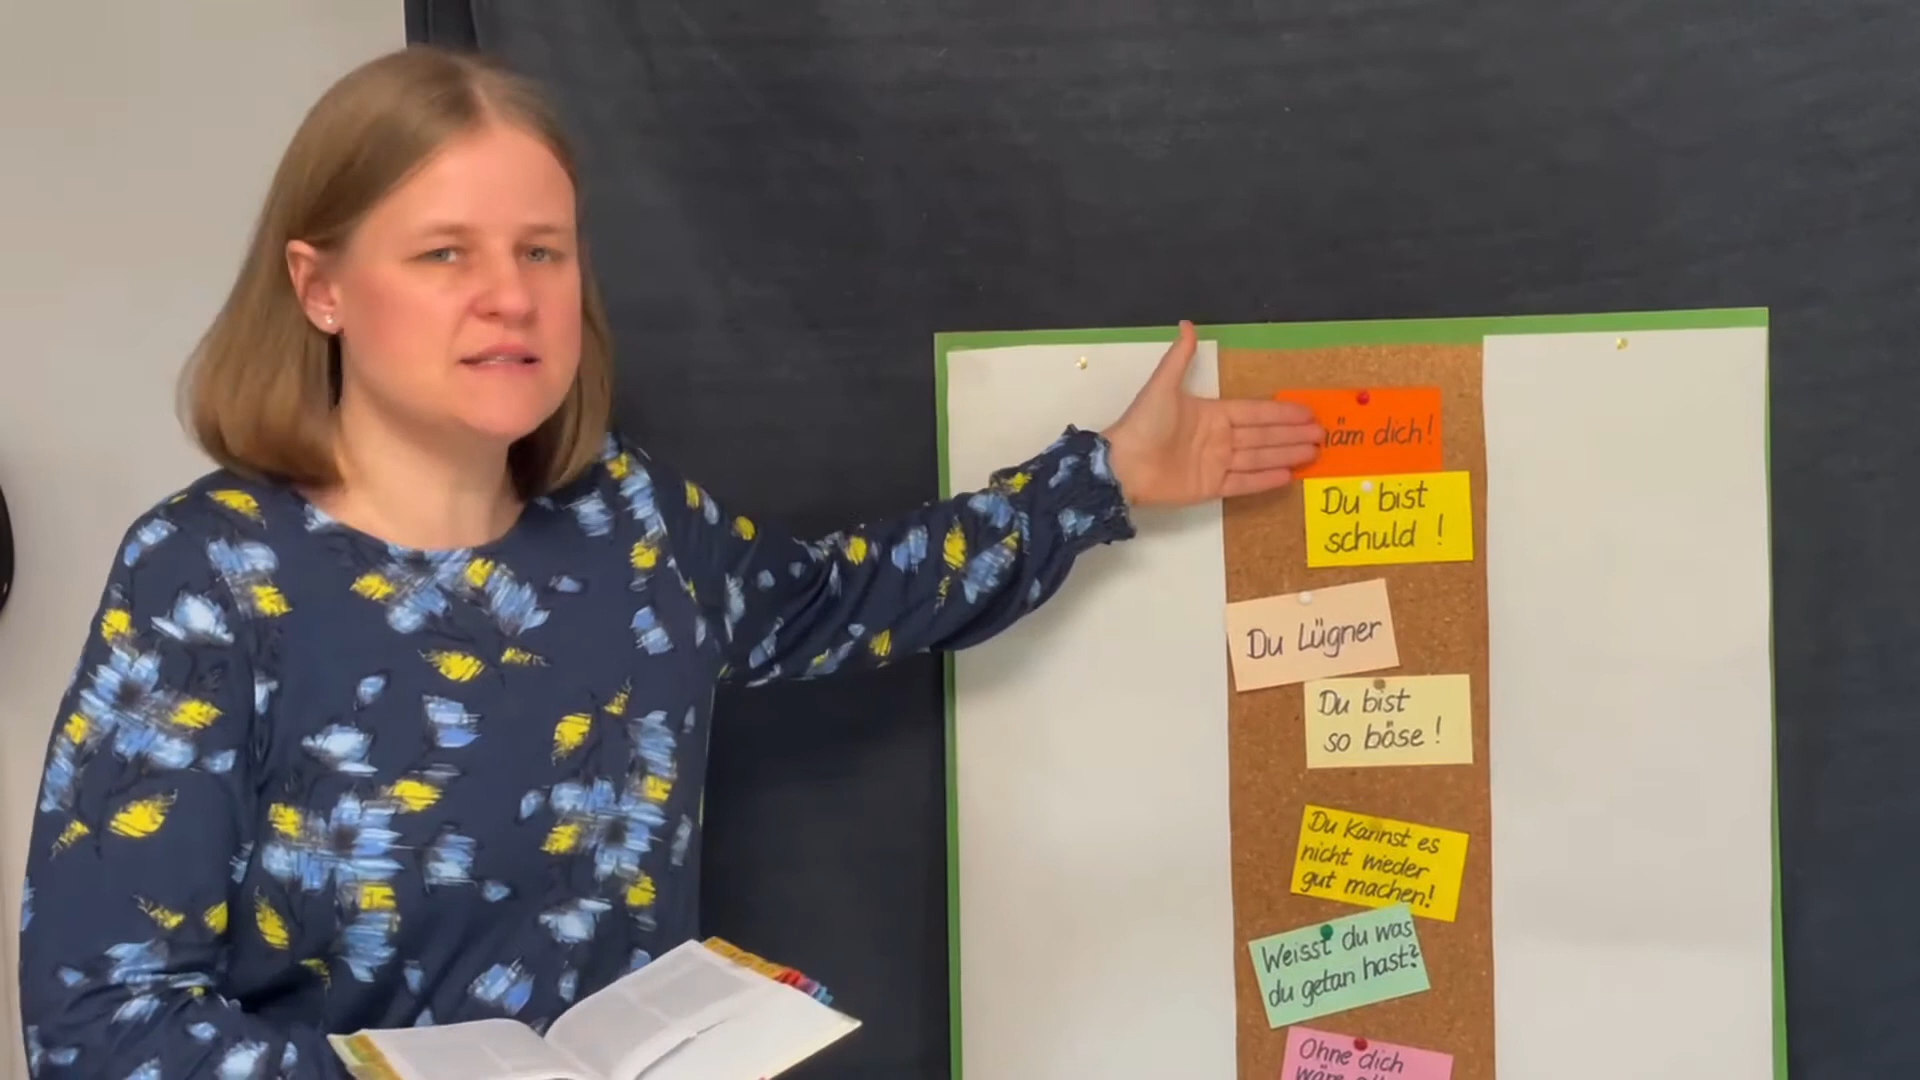 dich!
Du bist
schuld !
Du Lügner
Du bist
so böse !
Du kannst es
nicht wieder
gut machen!
Weisst du was
du getan hast?
Ohne dich